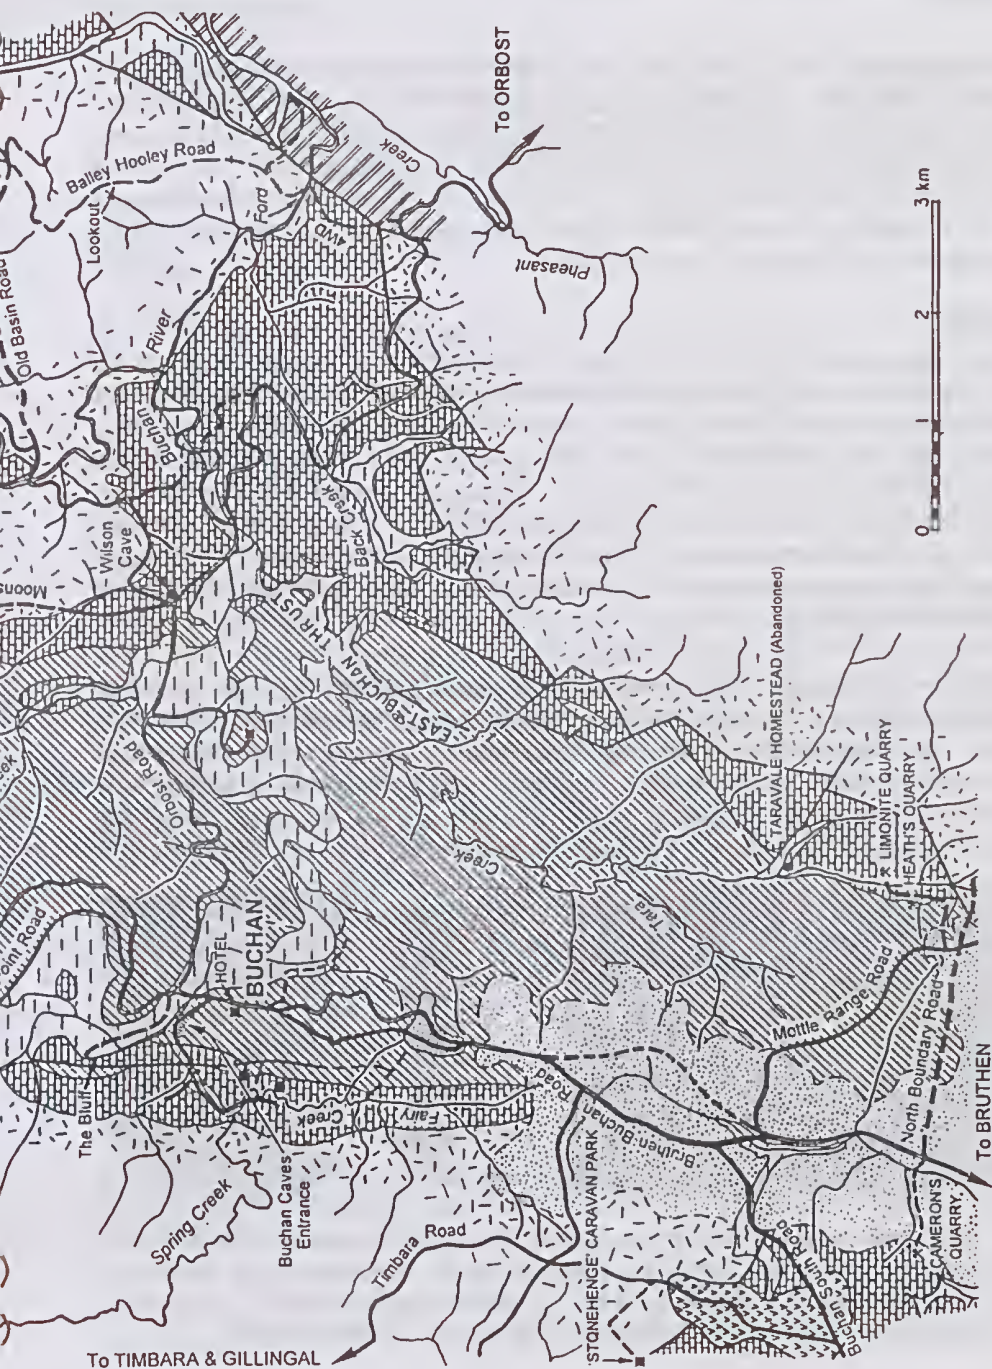 To ORBOST
Creek
Pheasant
Balley Hooley Road
Lookout
Ford
4WD
Old Basin Road
River
Buchan
Wilson
Cave
Back Creek
Moons
EAST BUCHAN THRUS
Orbost Road
HOTEL
BUCHAN
oint Road
eek
The Bluff
Spring Creek
Buchan Caves
Entrance
Fairy
Creek
Timbara Road
To TIMBARA & GILLINGAL
'STONEHENGE' CARAVAN PARK
Bruthen-Buchan Road
Buchan South Road
CAMERON'S
QUARRY
North Boundary Road
To BRUTHEN
Mottle Range Road
Tara
Creek
TARAVALE HOMESTEAD (Abandoned)
LIMONITE QUARRY
HEATH'S QUARRY
0 1 2 3 km